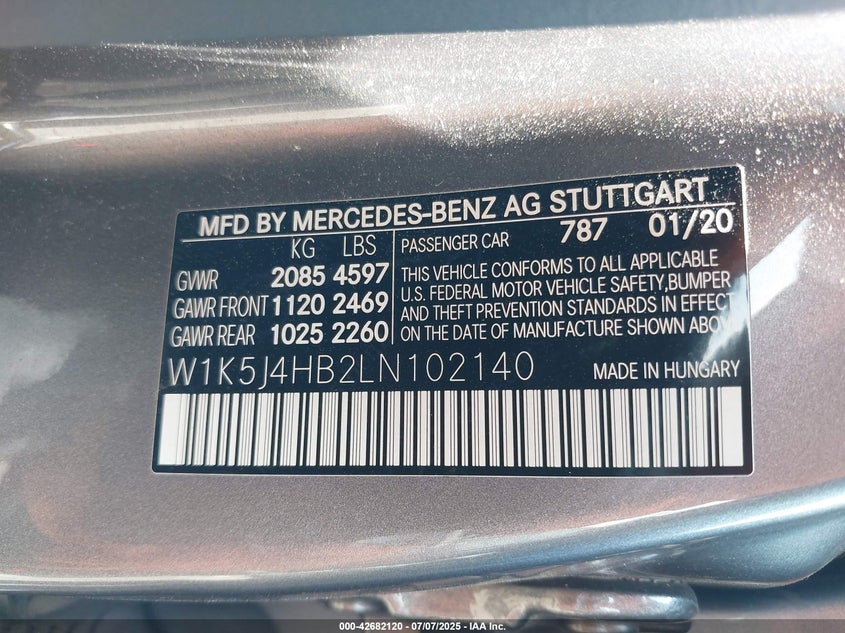 MFD BY MERCEDES-BENZ AG STUTTGART
KG LBS
GVWR 2085 4597
GAWR FRONT 1120 2469
GAWR REAR 1025 2260
PASSENGER CAR 787 01/20
THIS VEHICLE CONFORMS TO ALL APPLICABLE
U.S. FEDERAL MOTOR VEHICLE SAFETY,BUMPER
AND THEFT PREVENTION STANDARDS IN EFFECT
ON THE DATE OF MANUFACTURE SHOWN ABOVE
W1K5J4HB2LN102140
MADE IN HUNGARY
000-42682120 - 07/07/2025 - IAA Inc.